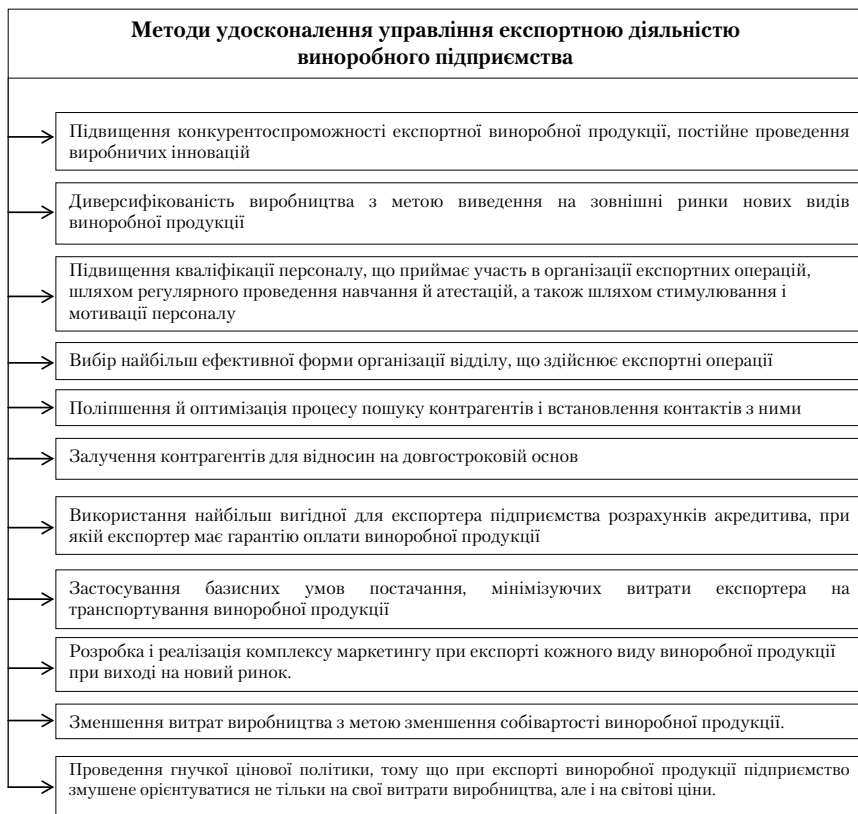 Методи удосконалення управління експортною діяльністю
виноробного підприємства
Підвищення конкурентоспроможності експортної виноробної продукції, постійне проведення
виробничих інновацій
Диверсифікованість виробництва з метою виведення на зовнішні ринки нових видів
виноробної продукції
Підвищення кваліфікації персоналу, що приймає участь в організації експортних операцій,
шляхом регулярного проведення навчання й атестацій, а також шляхом стимулювання і
мотивації персоналу
Вибір найбільш ефективної форми організації відділу, що здійснює експортні операції
Поліпшення й оптимізація процесу пошуку контрагентів і встановлення контактів з ними
Залучення контрагентів для відносин на довгостроковій основ
Використання найбільш вигідної для експортера підприємства розрахунків акредитива, при
якій експортер має гарантію оплати виноробної продукції
Застосування базисних умов постачання, мінімізуючих витрати експортера на
транспортування виноробної продукції
Розробка і реалізація комплексу маркетингу при експорті кожного виду виноробної продукції
при виході на новий ринок.
Зменшення витрат виробництва з метою зменшення собівартості виноробної продукції.
Проведення гнучкої цінової політики, тому що при експорті виноробної продукції підприємство
змушене орієнтуватися не тільки на свої витрати виробництва, але і на світові ціни.